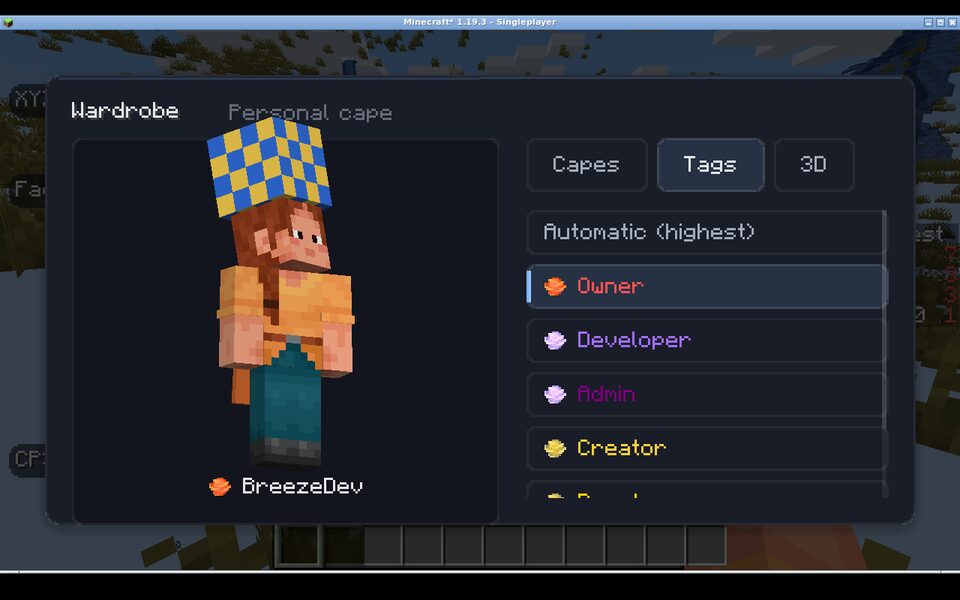 Minecraft* 1.19.3 - Singleplayer
Wardrobe
Personal cape
Capes
Tags
3D
Automatic (highest)
Owner
Developer
Admin
Creator
BreezeDev